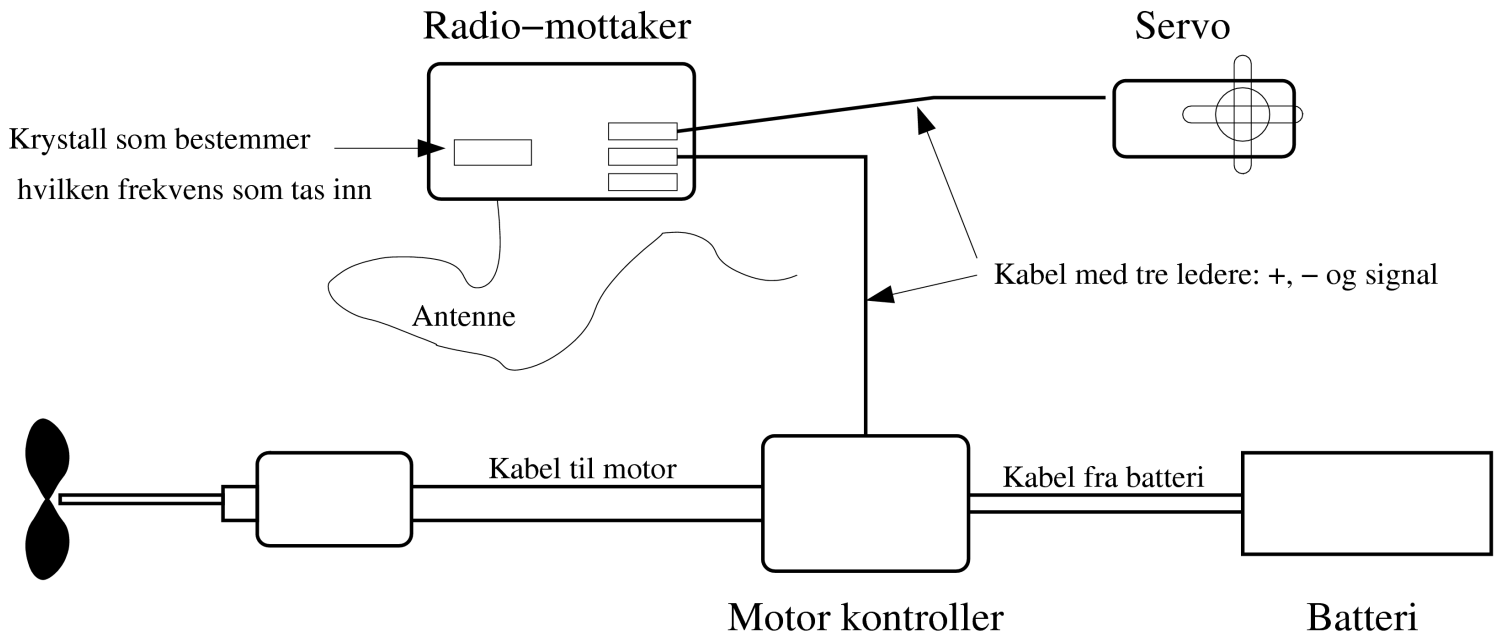 Radio−mottaker
Servo
Krystall som bestemmer
hvilken frekvens som tas inn
Kabel med tre ledere: +, − og signal
Antenne
Kabel til motor
Kabel fra batteri
Motor kontroller
Batteri